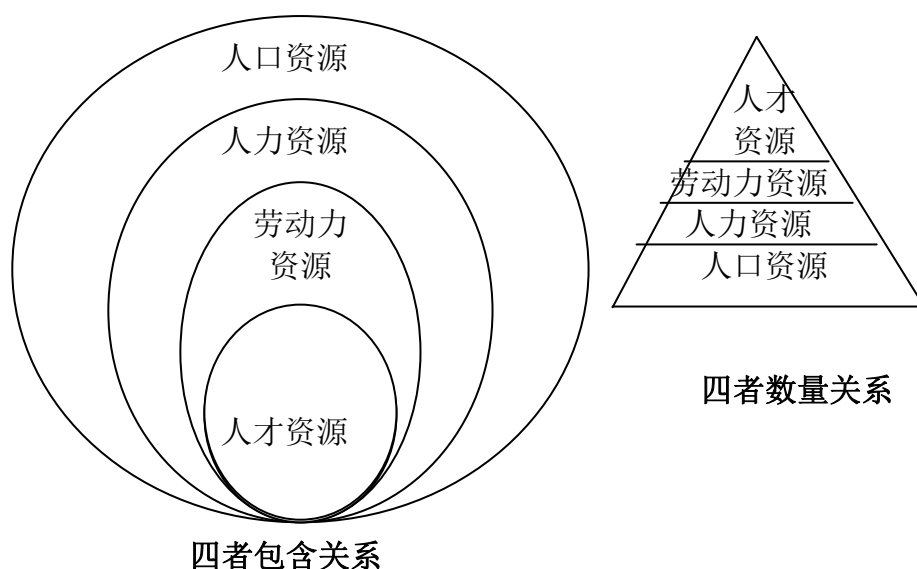 人口资源
人力资源
劳动力
资源
人才资源
四者包含关系
人才
资源
劳动力资源
人力资源
人口资源
四者数量关系